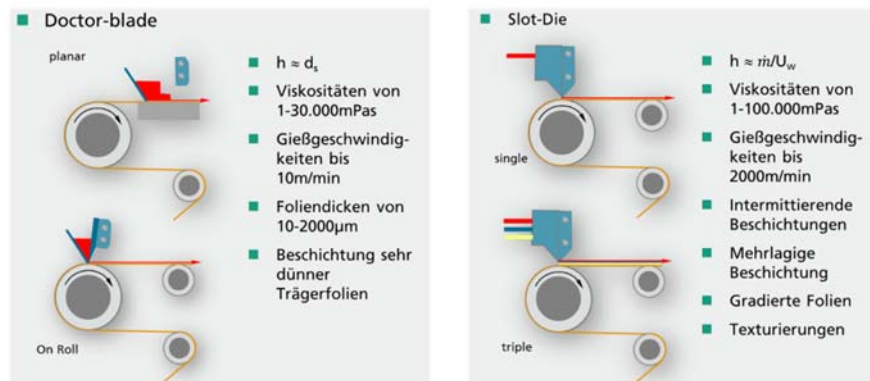 Doctor-blade
planar
On Roll
h ≈ dₛ
Viskositäten von
1-30.000mPas
Gießgeschwindig-
keiten bis
10m/min
Foliendicken von
10-2000µm
Beschichtung sehr
dünner
Trägerfolien
Slot-Die
single
triple
h ≈ ṁ/U_w
Viskositäten von
1-100.000mPas
Gießgeschwindig-
keiten bis
2000m/min
Intermittierende
Beschichtungen
Mehrlagige
Beschichtung
Gradierte Folien
Texturierungen